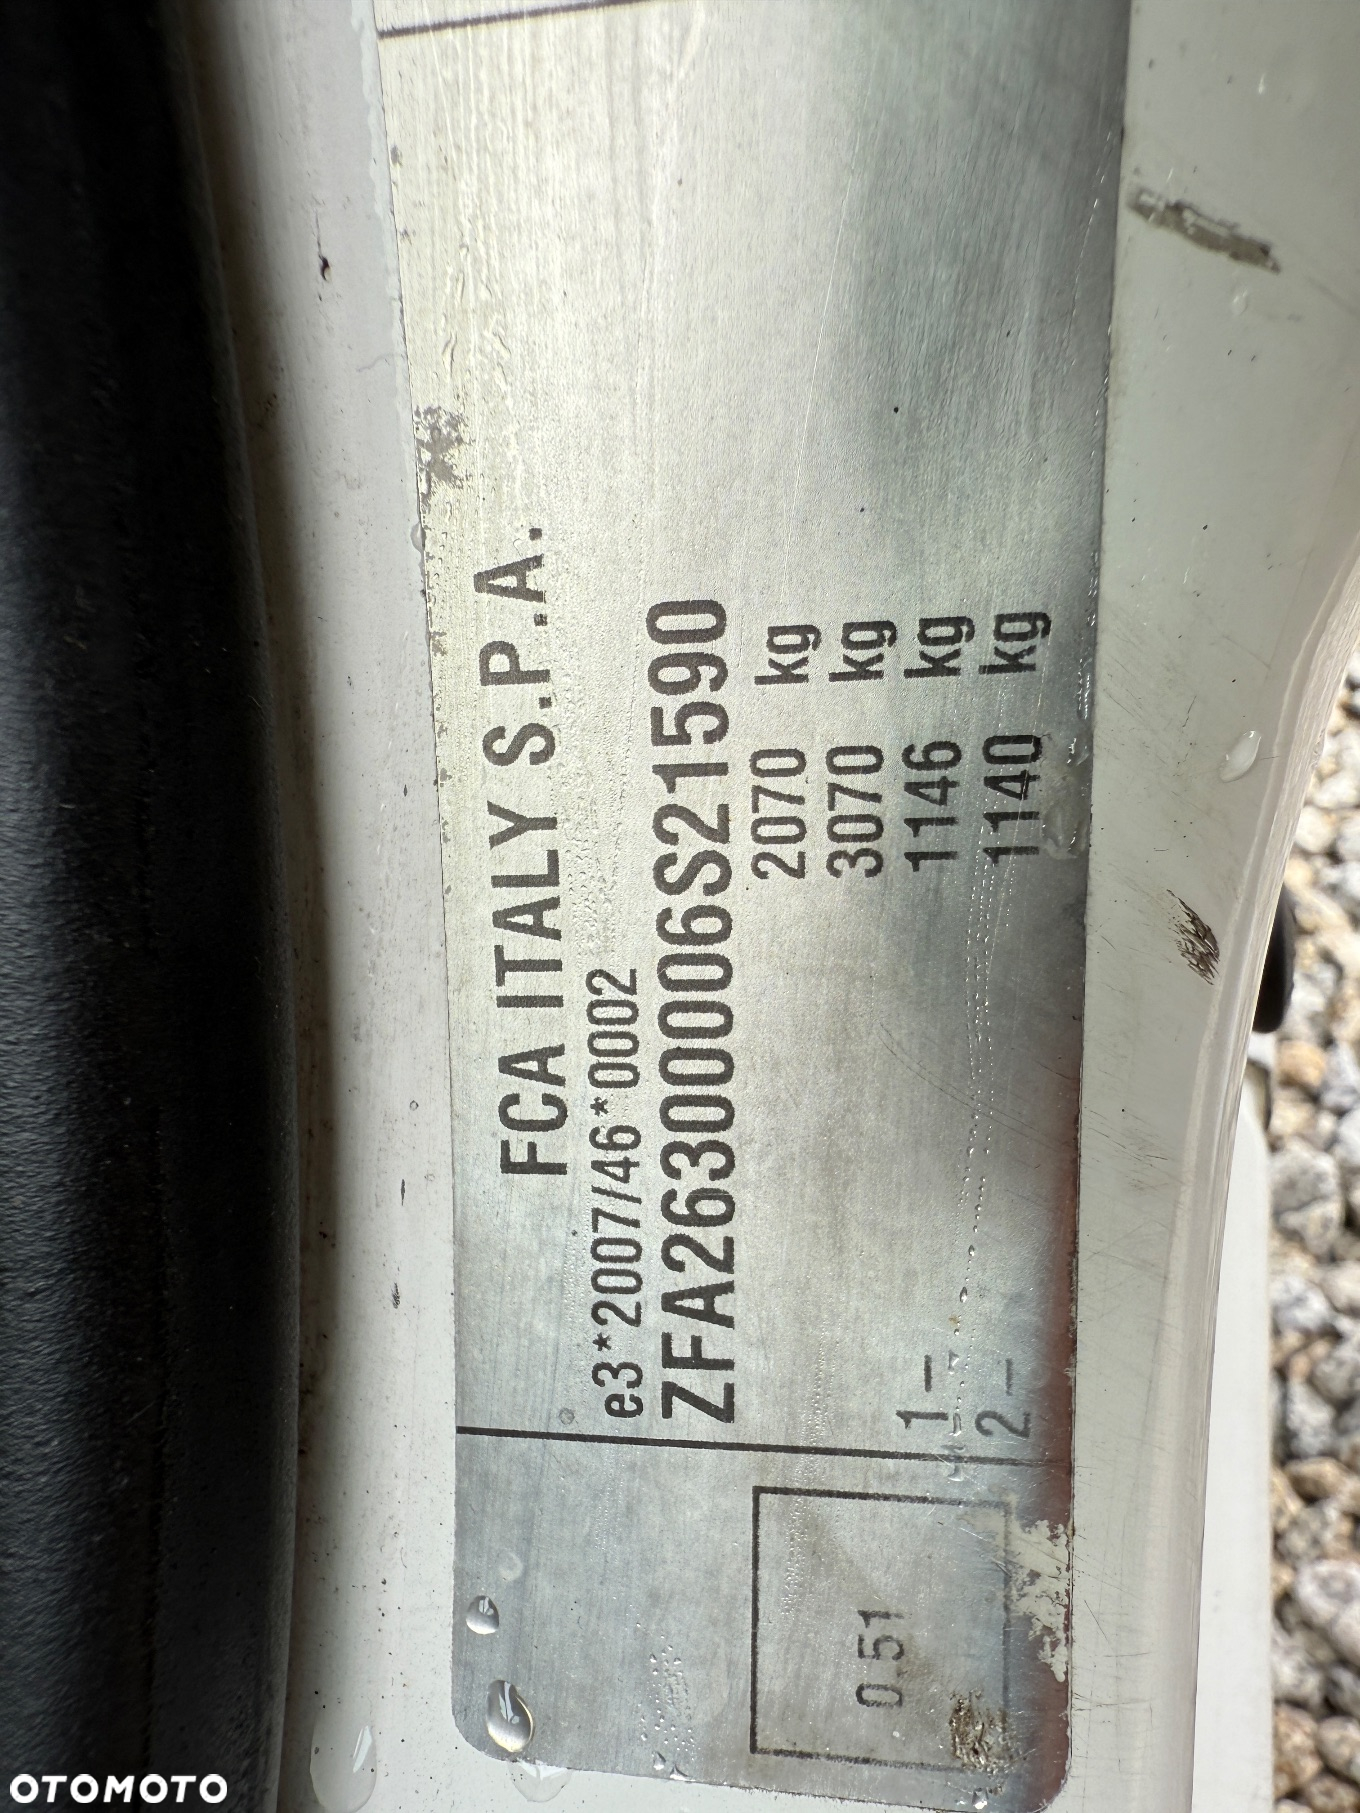 FCA ITALY S.P.A.
e3*2007/46*0002
ZFA26300006S21590
2070 kg
3070 kg
1 – 1146 kg
2 – 1140 kg
0.51
OTOMOTO